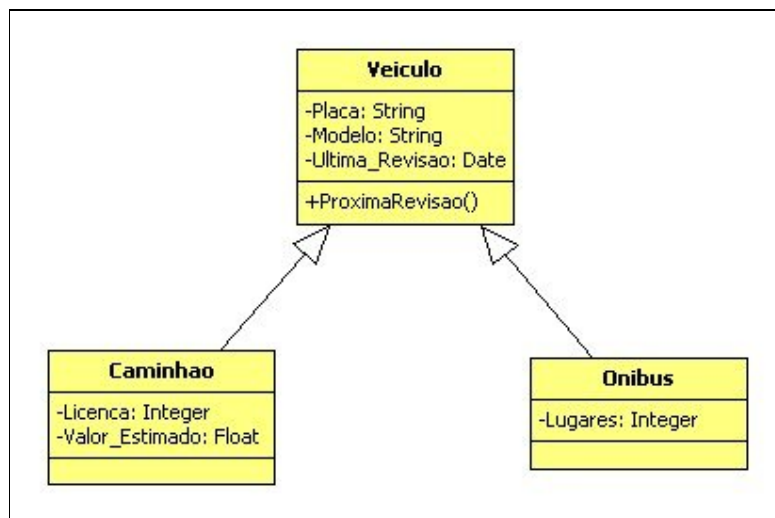 Veiculo
-Placa: String
-Modelo: String
-Ultima_Revisao: Date
+ProximaRevisao()
Caminhao
-Licenca: Integer
-Valor_Estimado: Float
Onibus
-Lugares: Integer